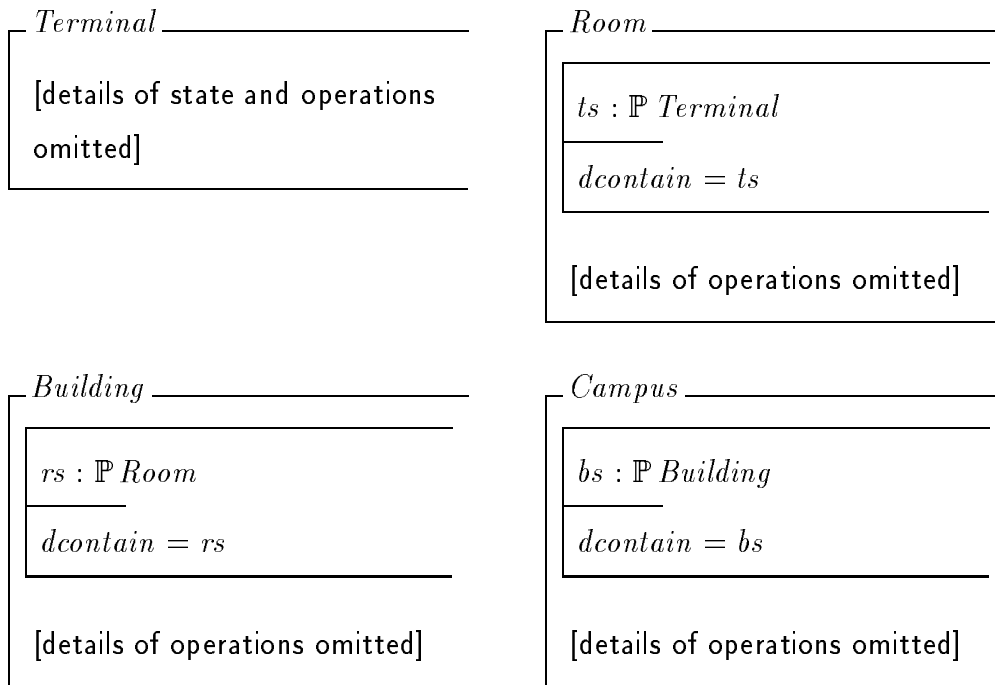 Terminal
[details of state and operations
omitted]
Room
ts : ℙ Terminal
dcontain = ts
[details of operations omitted]
Building
rs : ℙ Room
dcontain = rs
[details of operations omitted]
Campus
bs : ℙ Building
dcontain = bs
[details of operations omitted]